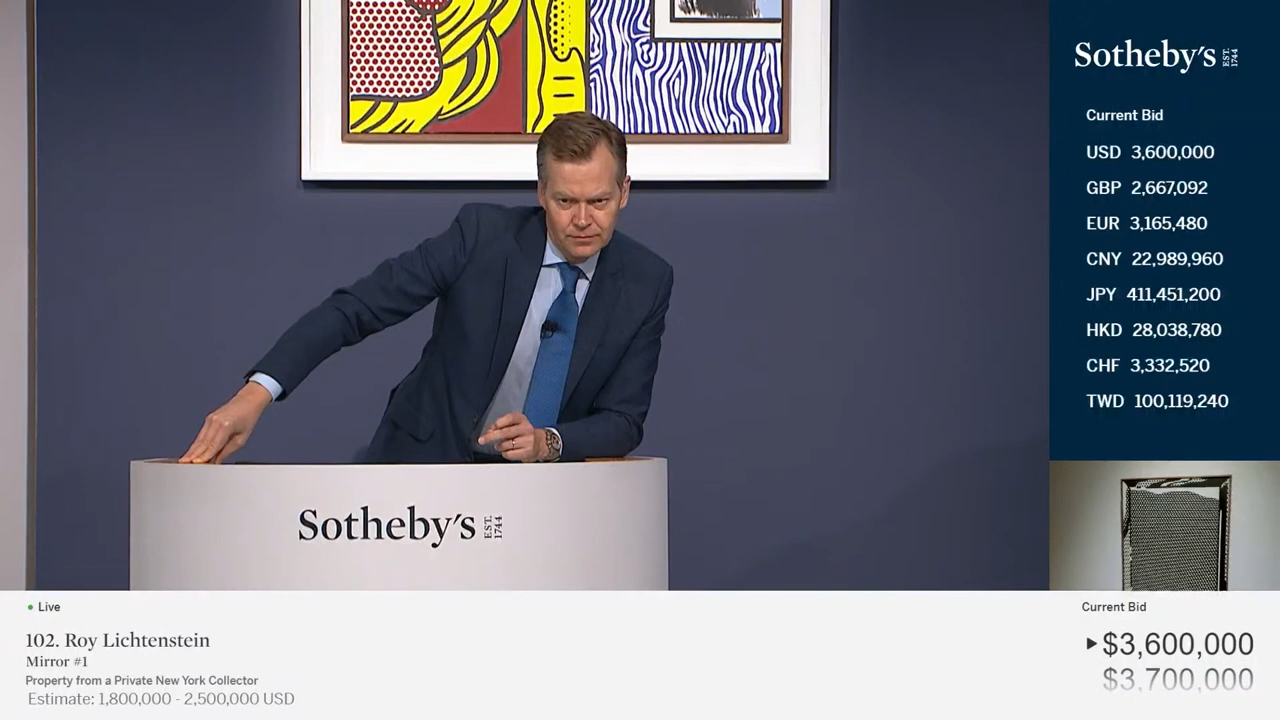 Sotheby's EST. 1744
Current Bid
USD 3,600,000
GBP 2,667,092
EUR 3,165,480
CNY 22,989,960
JPY 411,451,200
HKD 28,038,780
CHF 3,332,520
TWD 100,119,240
Sotheby's EST. 1744
Live
102. Roy Lichtenstein
Mirror #1
Property from a Private New York Collector
Estimate: 1,800,000 - 2,500,000 USD
Current Bid
$3,600,000
$3,700,000